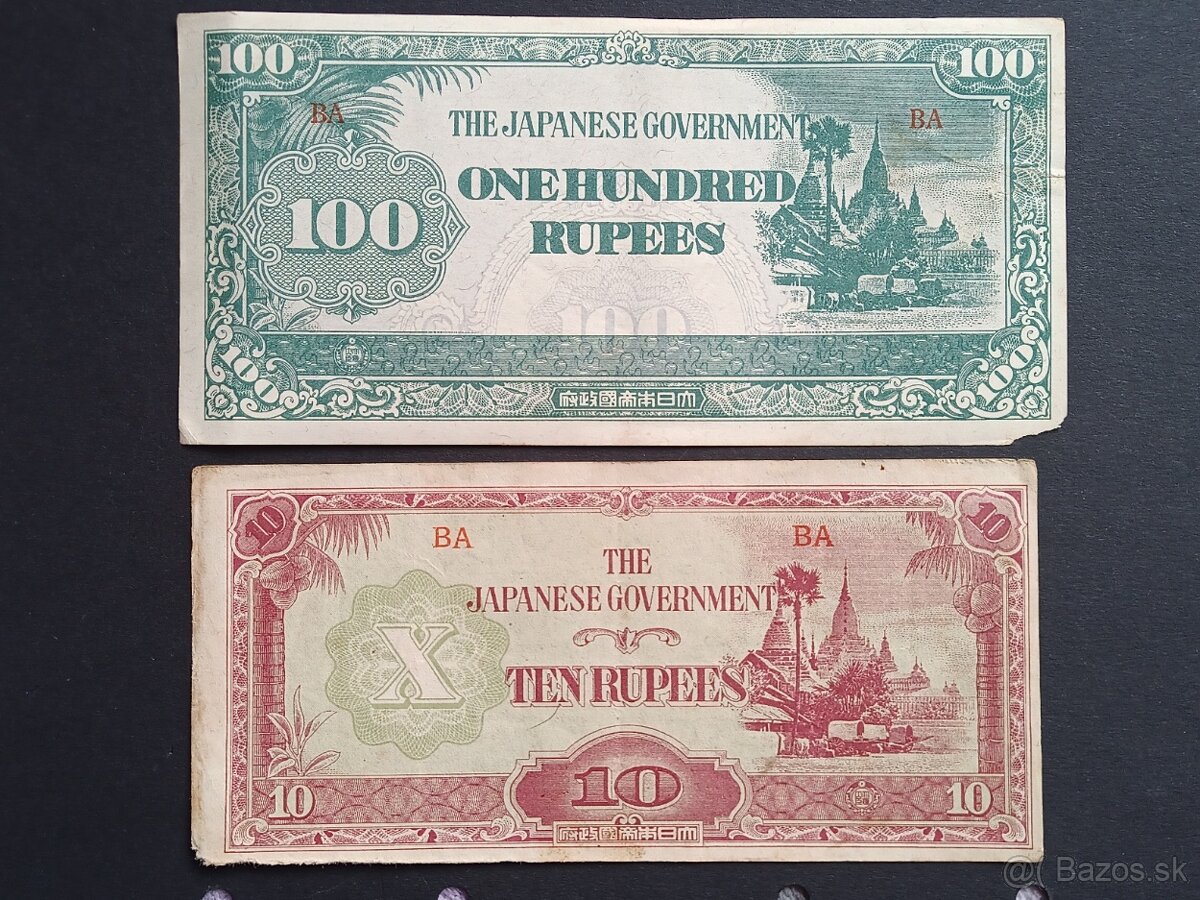 100 100
BA BA
THE JAPANESE GOVERNMENT
ONE HUNDRED
100
RUPEES
100
100 100
府政國帝本日大
10 10
BA BA
THE
JAPANESE GOVERNMENT
X
TEN RUPEES
10
10 10
府政國帝本日大
@ Bazos.sk